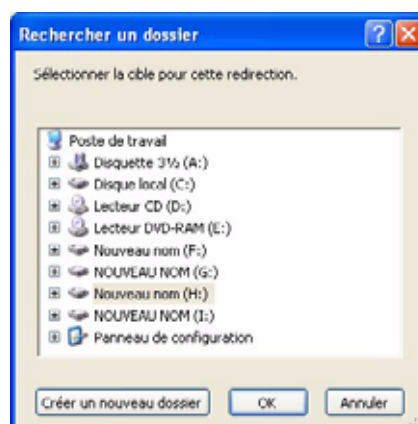 Rechercher un dossier
Sélectionner la cible pour cette redirection.
Poste de travail
Disquette 3½ (A:)
Disque local (C:)
Lecteur CD (D:)
Lecteur DVD-RAM (E:)
Nouveau nom (F:)
NOUVEAU NOM (G:)
Nouveau nom (H:)
NOUVEAU NOM (I:)
Panneau de configuration
Créer un nouveau dossier OK Annuler